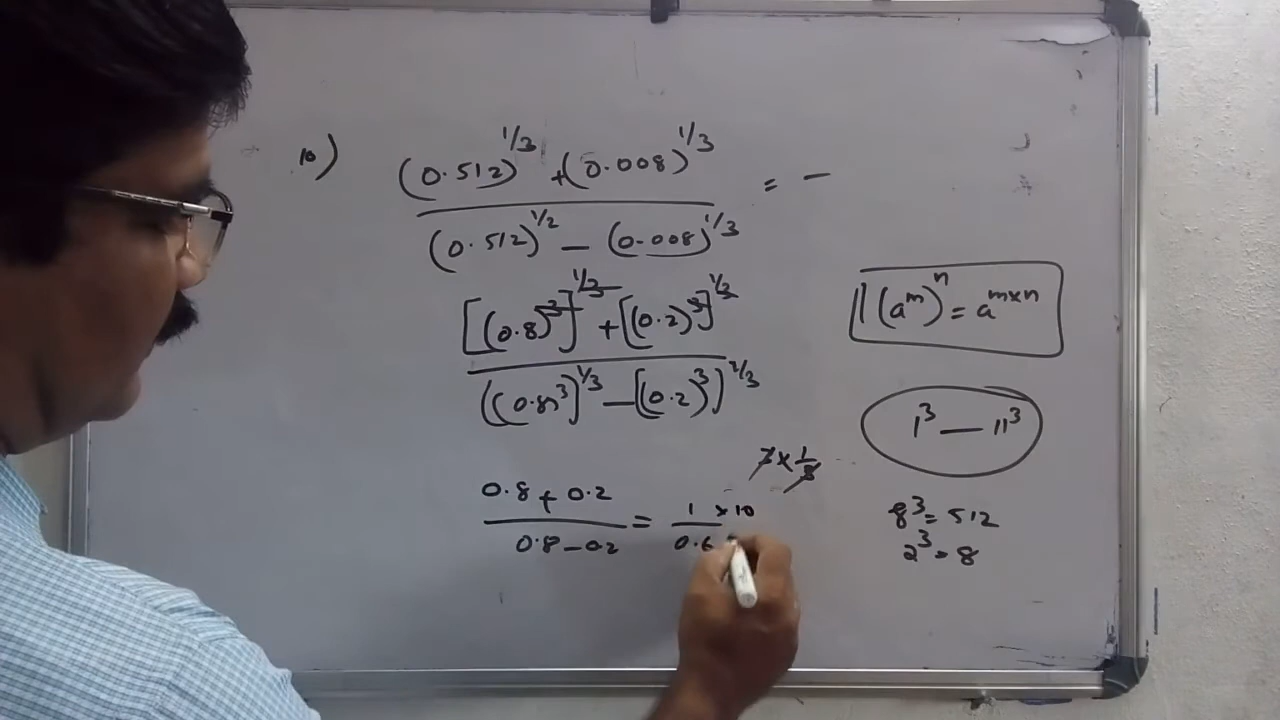 10)
(0.512)^1/3 + (0.008)^1/3
(0.512)^1/2 — (0.008)^1/3
= —
[(0.8)^3]^1/3 + [(0.2)^3]^1/3
((0.8)^3]^1/3 — [(0.2)^3]^1/3
(a^m)^n = a^m×n
1^3 — 11^3
3 × 1/3
0.8 + 0.2
0.8 — 0.2
= 1 × 10
0.6
8^3 = 512
2^3 = 8